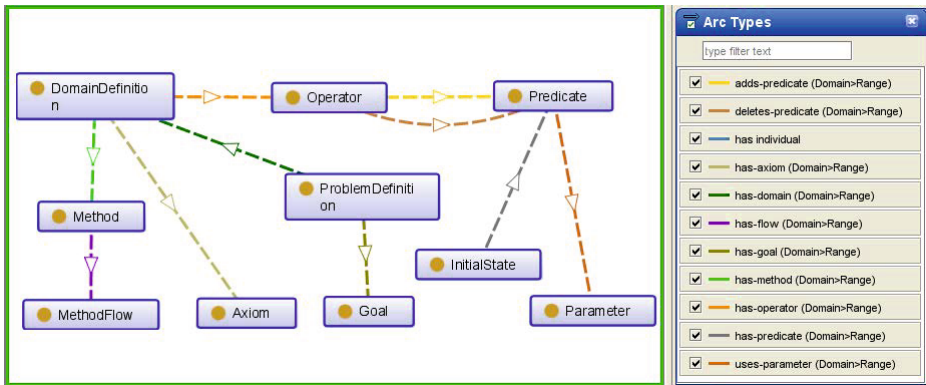 DomainDefinitio
n
Operator
Predicate
ProblemDefiniti
on
Method
InitialState
MethodFlow
Axiom
Goal
Parameter
Arc Types
type filter text
adds-predicate (Domain>Range)
deletes-predicate (Domain>Range)
has individual
has-axiom (Domain>Range)
has-domain (Domain>Range)
has-flow (Domain>Range)
has-goal (Domain>Range)
has-method (Domain>Range)
has-operator (Domain>Range)
has-predicate (Domain>Range)
uses-parameter (Domain>Range)